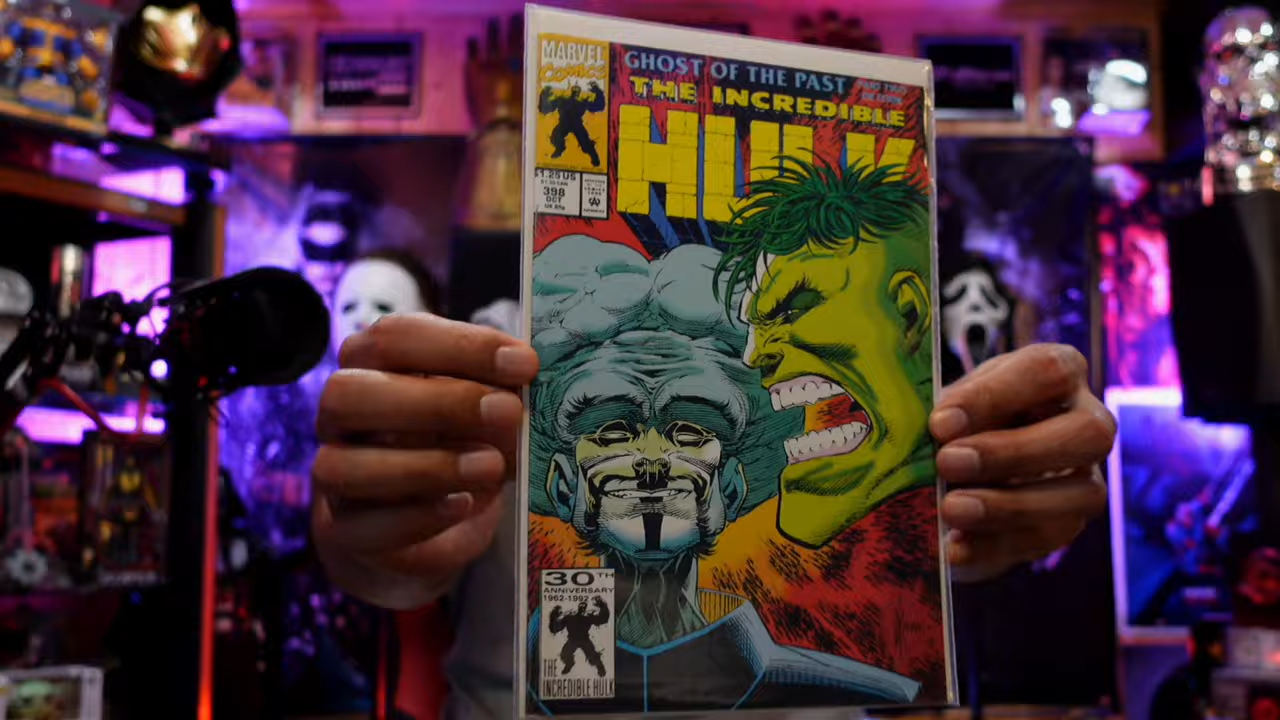 MARVEL
COMICS
GHOST OF THE PAST
THE INCREDIBLE
HULK
$1.25 US
398
OCT
30TH
ANNIVERSARY
1962-1992
THE
INCREDIBLE HULK